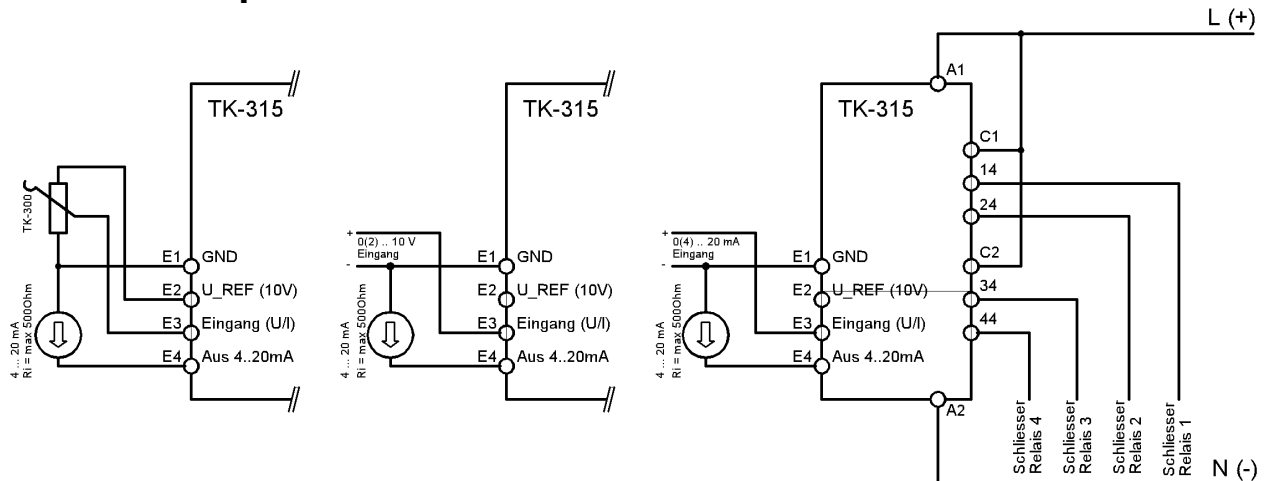 L (+)
A1
TK-315
TK-315
TK-315
C1
14
24
C2
34
44
TK-300
E1 GND
E2 U_REF (10V)
E3 Eingang (U/I)
E4 Aus 4..20mA
4 ... 20 mA
Ri = max 500Ohm
+
0(2) .. 10 V
Eingang
-
E1 GND
E2 U_REF (10V)
E3 Eingang (U/I)
E4 Aus 4..20mA
4 ... 20 mA
Ri = max 500Ohm
+
0(4) .. 20 mA
Eingang
-
E1 GND
E2 U_REF (10V)
E3 Eingang (U/I)
E4 Aus 4..20mA
4 ... 20 mA
Ri = max 500Ohm
A2
Schliesser
Relais 4
Schliesser
Relais 3
Schliesser
Relais 2
Schliesser
Relais 1
N (-)